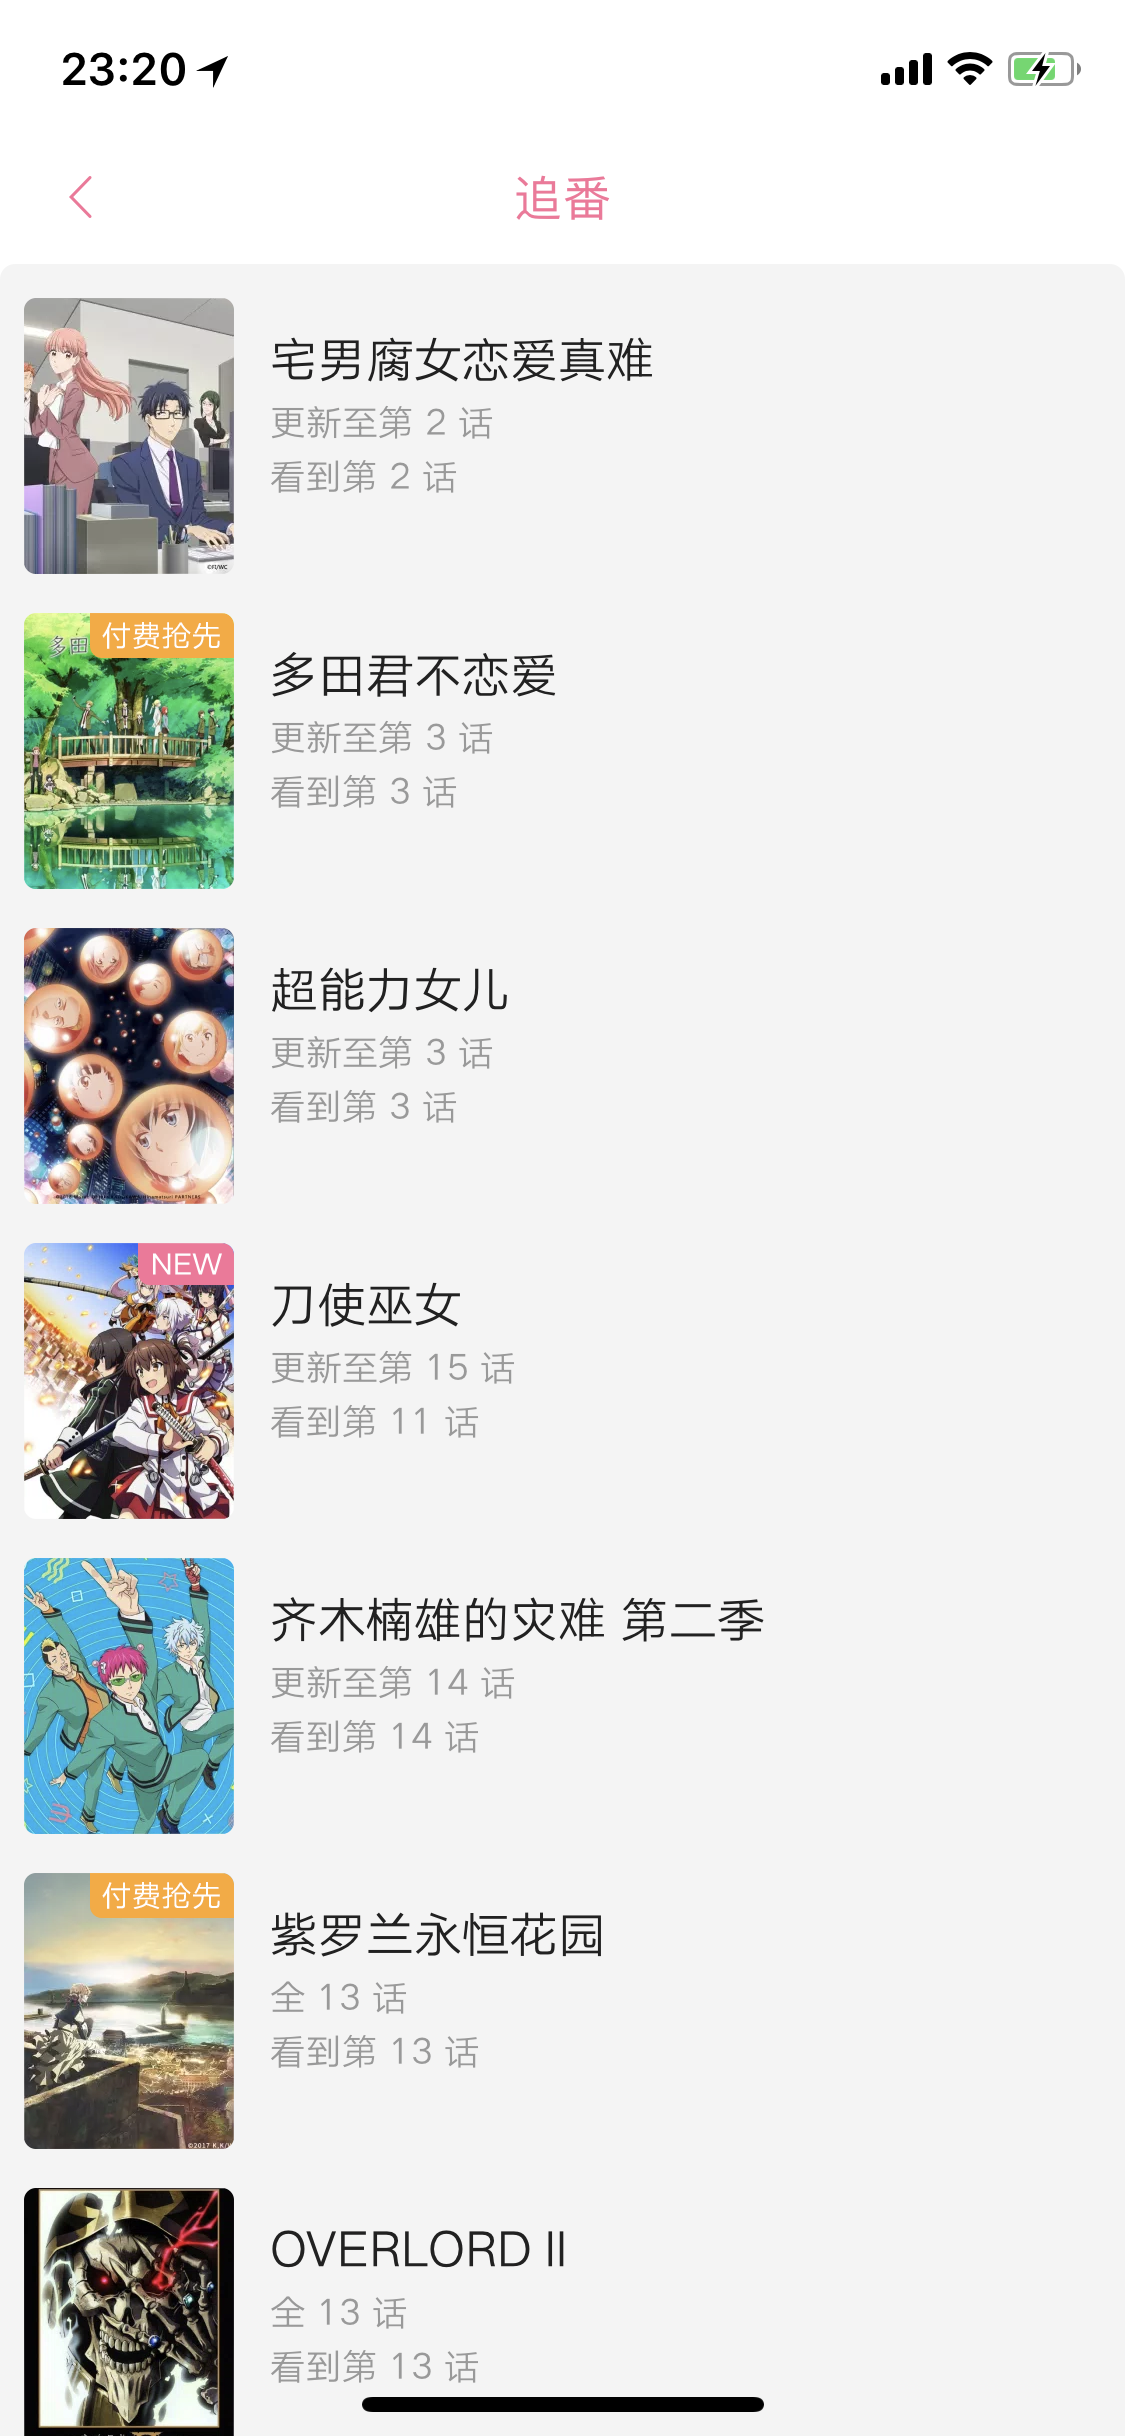 23:20
追番
宅男腐女恋爱真难
更新至第 2 话
看到第 2 话
©FJ/WC
付费抢先
多田
多田君不恋爱
更新至第 3 话
看到第 3 话
超能力女儿
更新至第 3 话
看到第 3 话
NEW
刀使巫女
更新至第 15 话
看到第 11 话
齐木楠雄的灾难 第二季
更新至第 14 话
看到第 14 话
付费抢先
紫罗兰永恒花园
全 13 话
看到第 13 话
©2017 K.K/
OVERLORD II
全 13 话
看到第 13 话